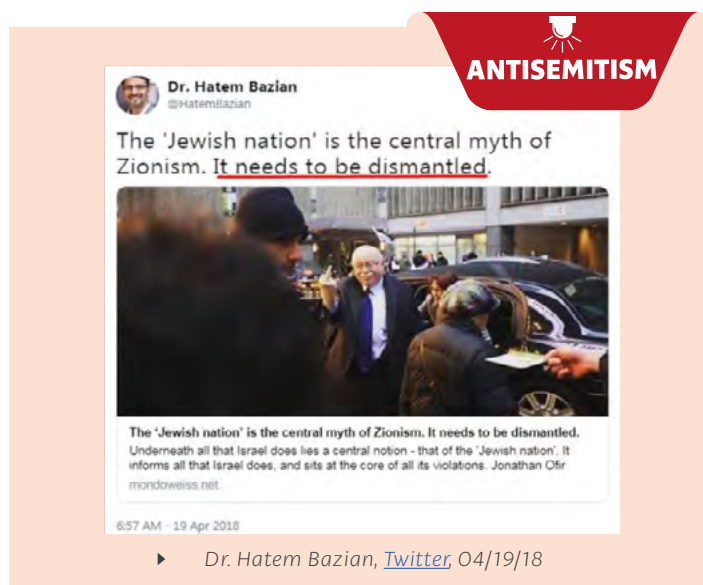 ANTISEMITISM
Dr. Hatem Bazian
@HatemBazian
The 'Jewish nation' is the central myth of
Zionism. It needs to be dismantled.
The 'Jewish nation' is the central myth of Zionism. It needs to be dismantled.
Underneath all that Israel does lies a central notion - that of the 'Jewish nation'. It
informs all that Israel does, and sits at the core of all its violations. Jonathan Ofir
mondoweiss.net
6:57 AM - 19 Apr 2018
Dr. Hatem Bazian, Twitter, 04/19/18